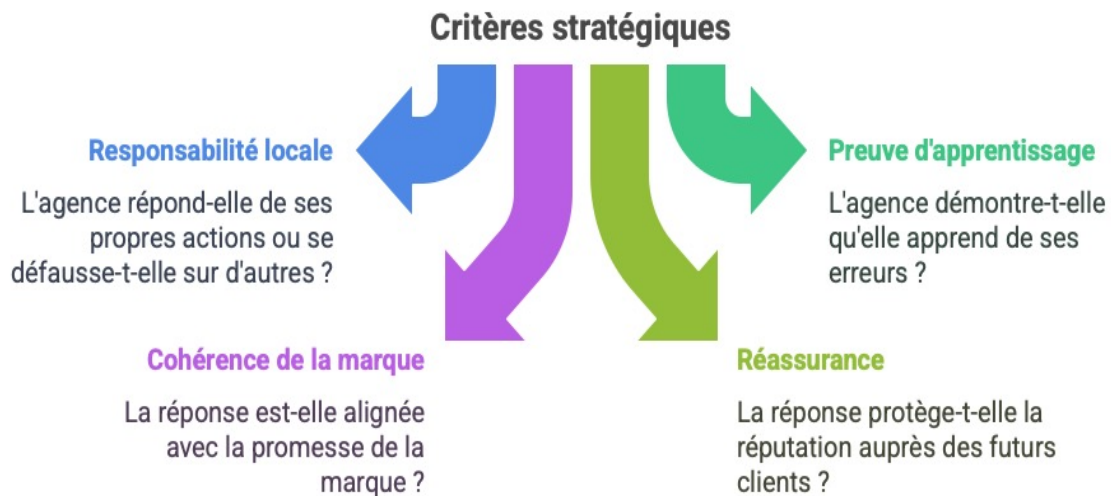 Critères stratégiques
Responsabilité locale
L'agence répond-elle de ses
propres actions ou se
défausse-t-elle sur d'autres ?
Preuve d'apprentissage
L'agence démontre-t-elle
qu'elle apprend de ses
erreurs ?
Cohérence de la marque
La réponse est-elle alignée
avec la promesse de la
marque ?
Réassurance
La réponse protège-t-elle la
réputation auprès des futurs
clients ?